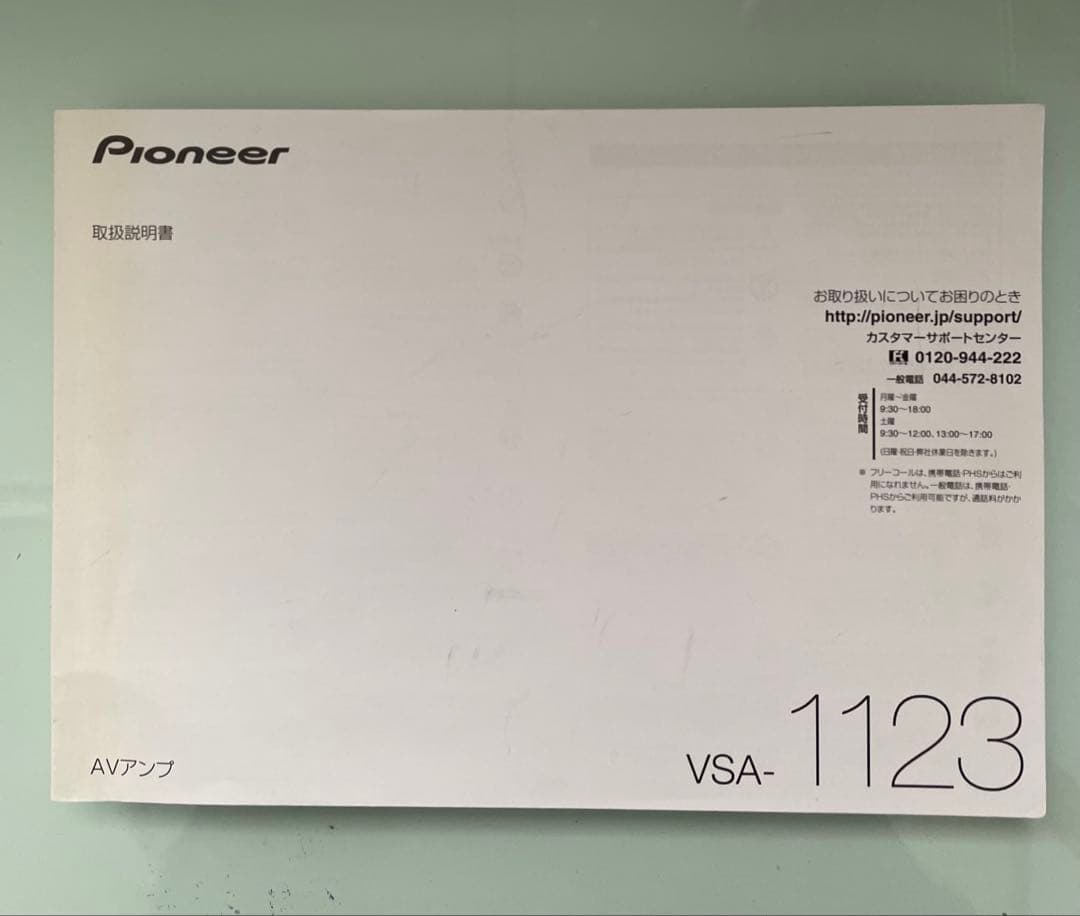 Pioneer
取扱説明書
お取り扱いについてお困りのとき
http://pioneer.jp/support/
カスタマーサポートセンター
0120-944-222
一般電話 044-572-8102
受付時間
月曜～金曜
9:30～18:00
土曜
9:30～12:00、13:00～17:00
(日曜・祝日・弊社休業日を除きます。)
※ フリーコールは、携帯電話・PHSからはご利
用になれません。一般電話は、携帯電話・
PHSからご利用可能ですが、通話料がかか
ります。
AVアンプ
VSA-1123